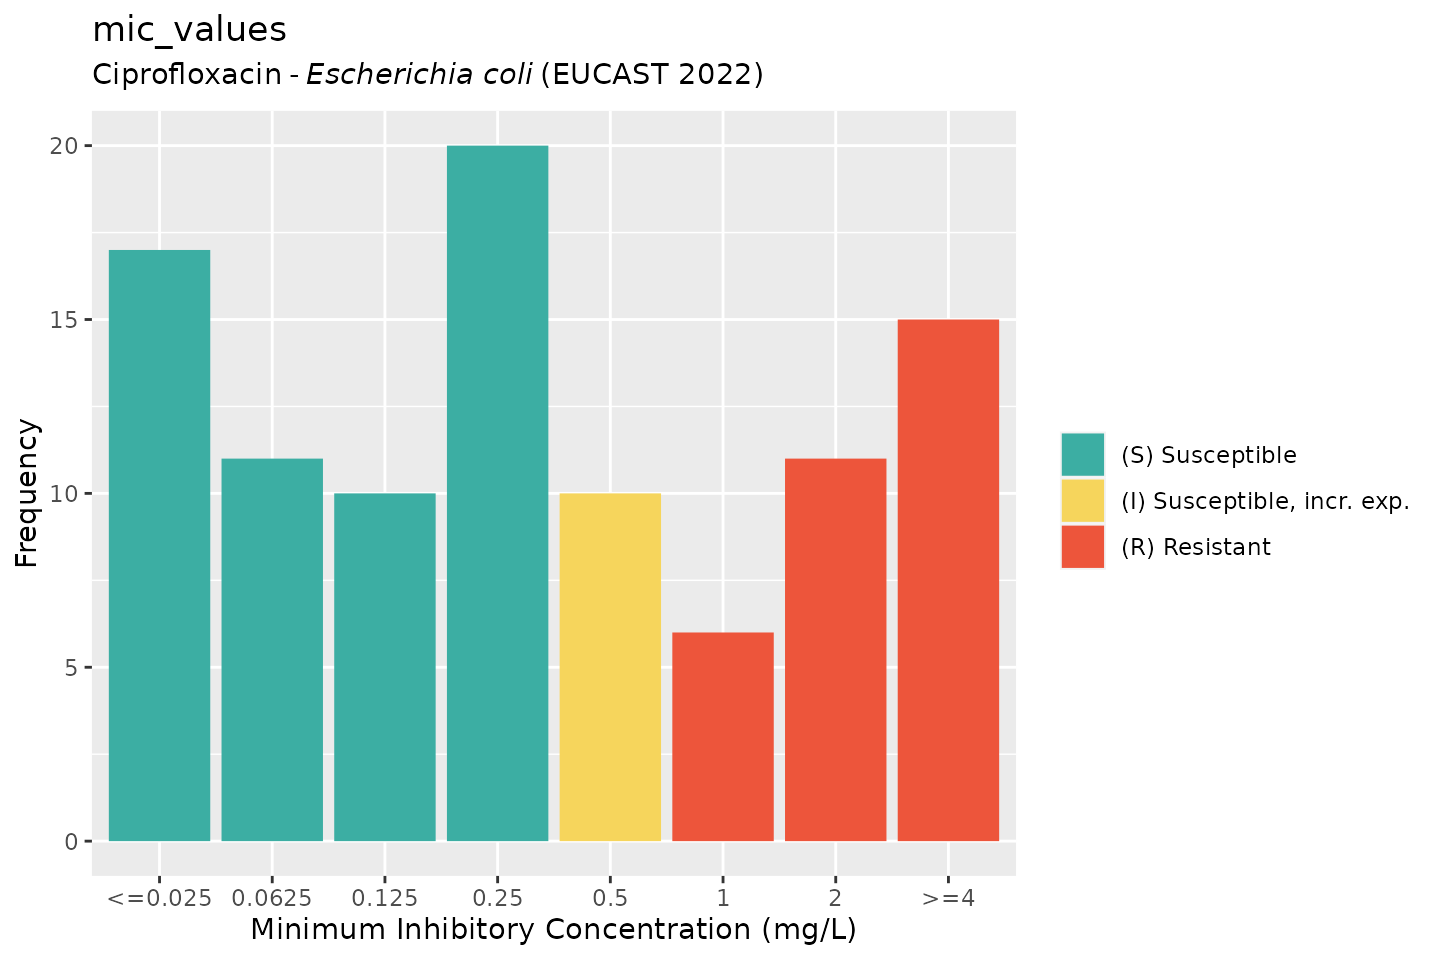 mic_values
Ciprofloxacin - Escherichia coli (EUCAST 2022)
Frequency
20
15
10
5
0
<=0.025 0.0625 0.125 0.25 0.5 1 2 >=4
Minimum Inhibitory Concentration (mg/L)
(S) Susceptible
(I) Susceptible, incr. exp.
(R) Resistant